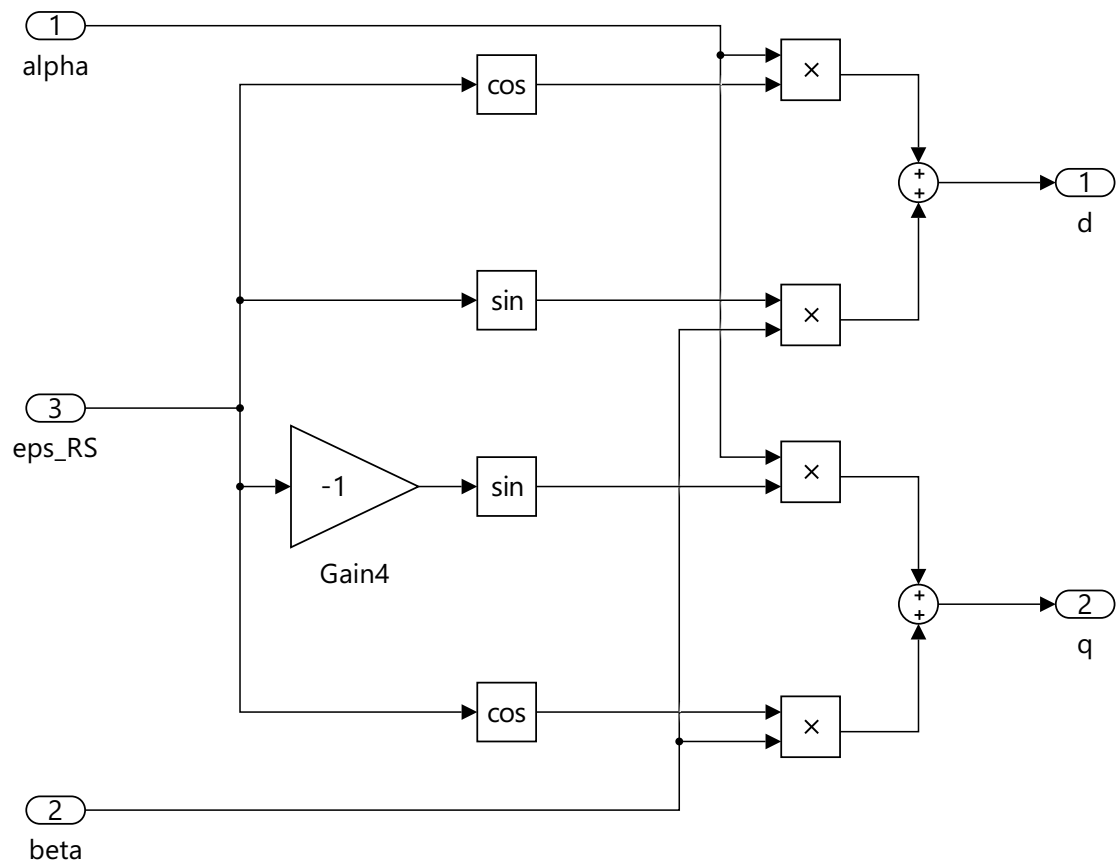 1
alpha
cos
×
+
+
1
d
sin
×
3
eps_RS
-1
Gain4
sin
×
+
+
2
q
cos
×
2
beta